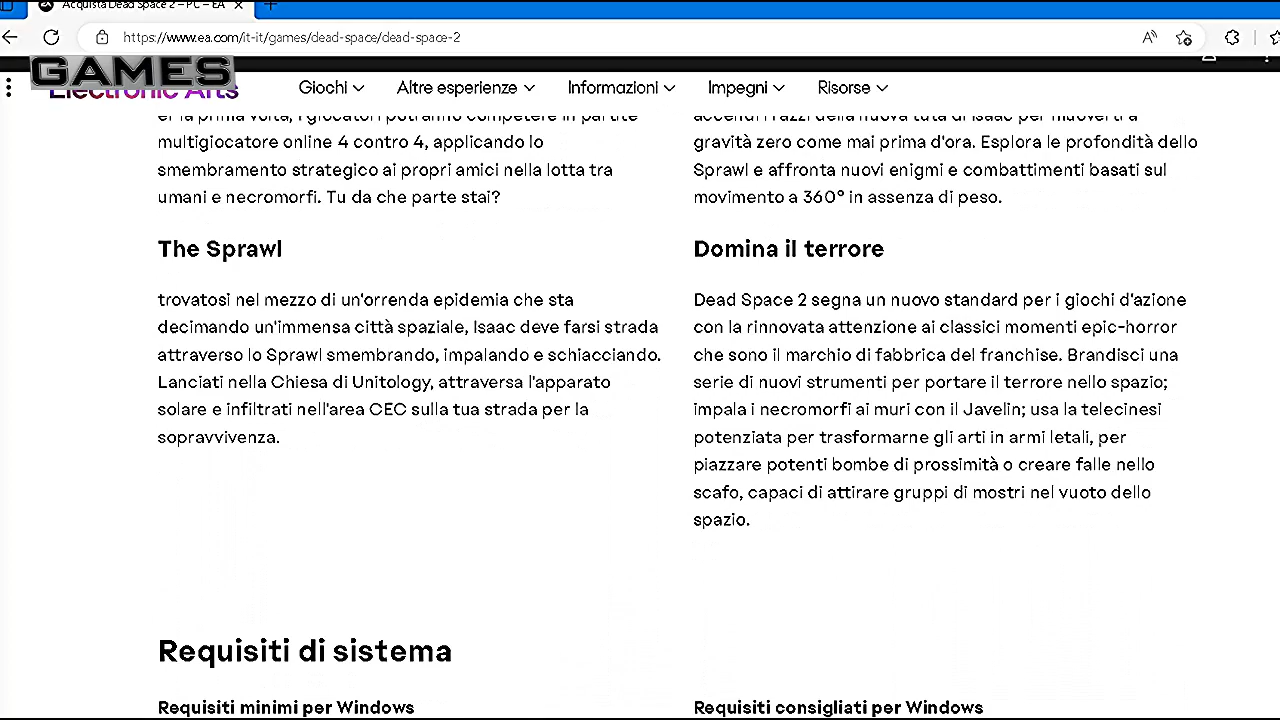 Acquista Dead Space 2 – PC – EA
https://www.ea.com/it-it/games/dead-space/dead-space-2
GAMES
Electronic Arts
Giochi
Altre esperienze
Informazioni
Impegni
Risorse
er la prima volta, i giocatori potranno competere in partite
multigiocatore online 4 contro 4, applicando lo
smembramento strategico ai propri amici nella lotta tra
umani e necromorfi. Tu da che parte stai?
accendi i razzi della nuova tuta di Isaac per muoverti a
gravità zero come mai prima d'ora. Esplora le profondità dello
Sprawl e affronta nuovi enigmi e combattimenti basati sul
movimento a 360° in assenza di peso.
The Sprawl
trovatosi nel mezzo di un'orrenda epidemia che sta
decimando un'immensa città spaziale, Isaac deve farsi strada
attraverso lo Sprawl smembrando, impalando e schiacciando.
Lanciati nella Chiesa di Unitology, attraversa l'apparato
solare e infiltrati nell'area CEC sulla tua strada per la
sopravvivenza.
Domina il terrore
Dead Space 2 segna un nuovo standard per i giochi d'azione
con la rinnovata attenzione ai classici momenti epic-horror
che sono il marchio di fabbrica del franchise. Brandisci una
serie di nuovi strumenti per portare il terrore nello spazio;
impala i necromorfi ai muri con il Javelin; usa la telecinesi
potenziata per trasformarne gli arti in armi letali, per
piazzare potenti bombe di prossimità o creare falle nello
scafo, capaci di attirare gruppi di mostri nel vuoto dello
spazio.
Requisiti di sistema
Requisiti minimi per Windows
Requisiti consigliati per Windows